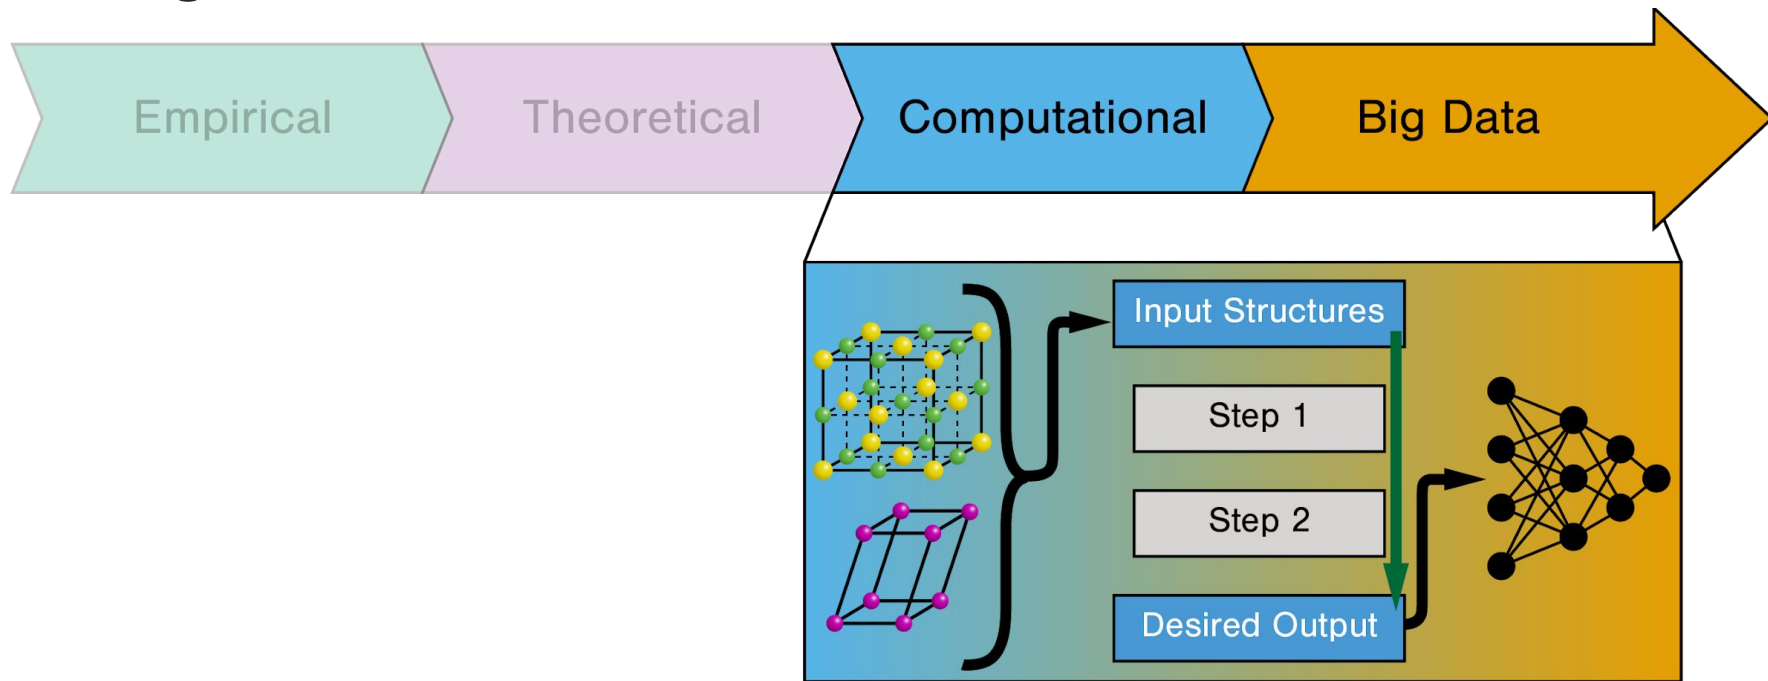 Empirical
Theoretical
Computational
Big Data
Input Structures
Step 1
Step 2
Desired Output